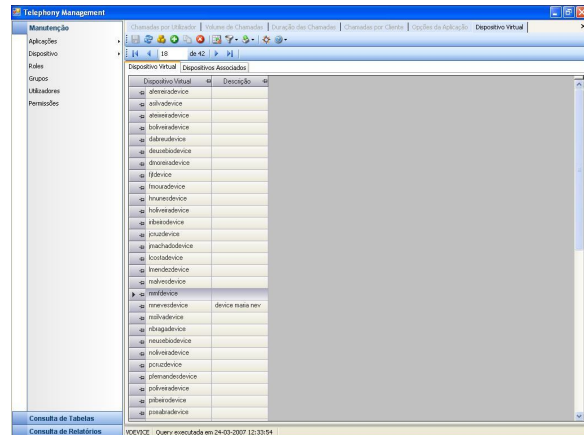 Telephony Management
Manutenção
Aplicações
Dispositivo
Roles
Grupos
Utilizadores
Permissões
Consulta de Tabelas
Consulta de Relatórios
Chamadas por Utilizador | Volume de Chamadas | Duração das Chamadas | Chamadas por Cliente | Opções da Aplicação | Dispositivo Virtual
18 de 42
Dispositivo Virtual Dispositivos Associados
Dispositivo Virtual Descrição
aferreiradevice
asilvadevice
ateixeiradevice
boliveiradevice
dabreudevice
deusebiodevice
dmoreiradevice
fjfdevice
hmouradevice
hnunesdevice
holiveiradevice
iribeirodevice
jcruzdevice
jmachadodevice
lcostadevice
lmendezdevice
malvesdevice
mmfdevice
mnevesdevice device maria nev
msilvadevice
nbragadevice
neusebiodevice
noliveiradevice
pcruzdevice
pfernandesdevice
poliveiradevice
pribeirodevice
pseabradevice
VDEVICE Query executada em 24-03-2007 12:33:54